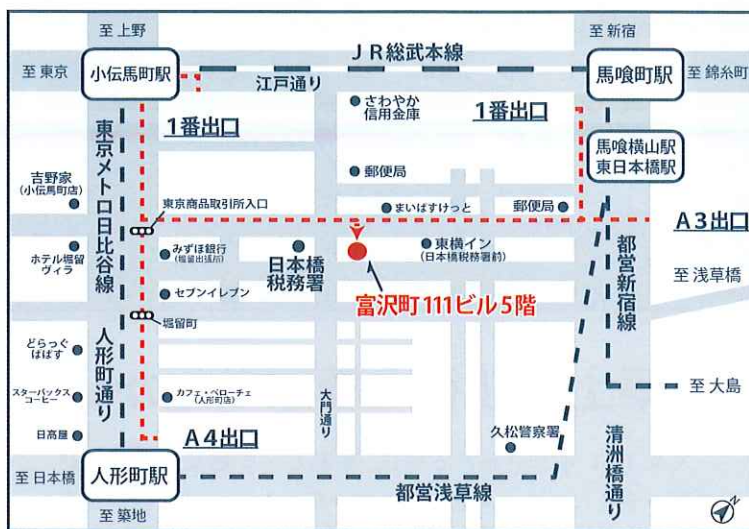 至 上野
至 新宿
JR総武本線
至 東京
小伝馬町駅
江戸通り
馬喰町駅
至 錦糸町
さわやか
信用金庫
1番出口
1番出口
馬喰横山駅
東日本橋駅
東京メトロ日比谷線
吉野家
(小伝馬町店)
郵便局
東京商品取引所入口
まいばすけっと
郵便局
A3出口
ホテル堀留
ヴィラ
みずほ銀行
(堀留出張所)
日本橋
税務署
東横イン
(日本橋税務署前)
都営新宿線
至 浅草橋
セブンイレブン
富沢町111ビル5階
堀留町
どらっぐ
ぱぱす
人形町通り
スターバックス
コーヒー
カフェ・ベローチェ
(人形町店)
大門通り
至 大島
日高屋
A4出口
久松警察署
清洲橋通り
至 日本橋
人形町駅
都営浅草線
至 築地
N